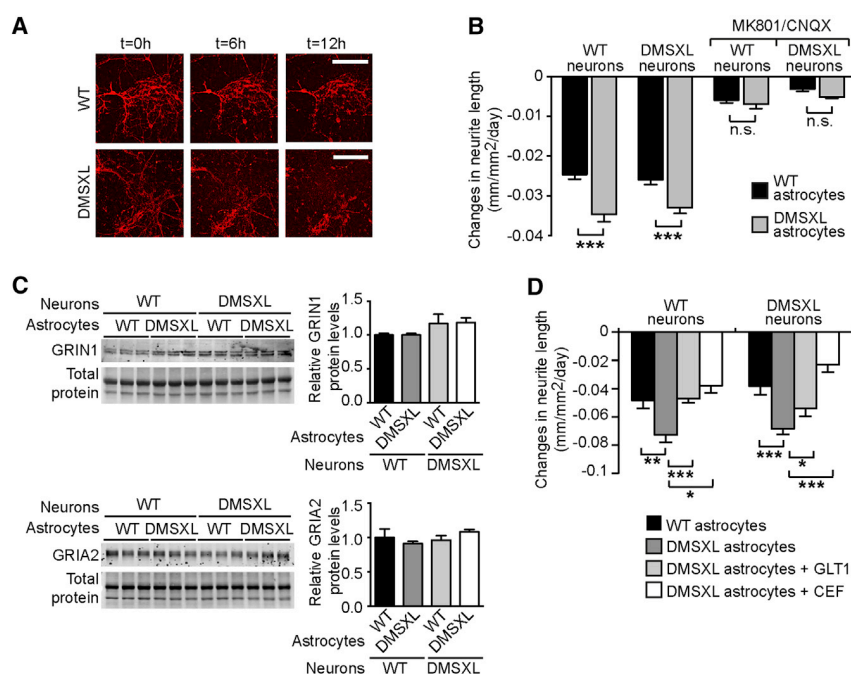 A
t=0h t=6h t=12h
WT
DMSXL
B
MK801/CNQX
WT neurons DMSXL neurons WT neurons DMSXL neurons
Changes in neurite length (mm/mm2/day)
0
-0.01
-0.02
-0.03
-0.04
*** *** n.s. n.s.
WT astrocytes
DMSXL astrocytes
C
Neurons WT DMSXL
Astrocytes WT DMSXL WT DMSXL
GRIN1
Total protein
Relative GRIN1 protein levels
1.5
1.0
0.5
0.0
WT DMSXL WT DMSXL
Astrocytes
Neurons WT DMSXL
Neurons WT DMSXL
Astrocytes WT DMSXL WT DMSXL
GRIA2
Total protein
Relative GRIA2 protein levels
1.5
1.0
0.5
0.0
WT DMSXL WT DMSXL
Astrocytes
Neurons WT DMSXL
D
WT neurons DMSXL neurons
Changes in neurite length (mm/mm2/day)
0
-0.02
-0.04
-0.06
-0.08
-0.1
** *** * *** * ***
WT astrocytes
DMSXL astrocytes
DMSXL astrocytes + GLT1
DMSXL astrocytes + CEF